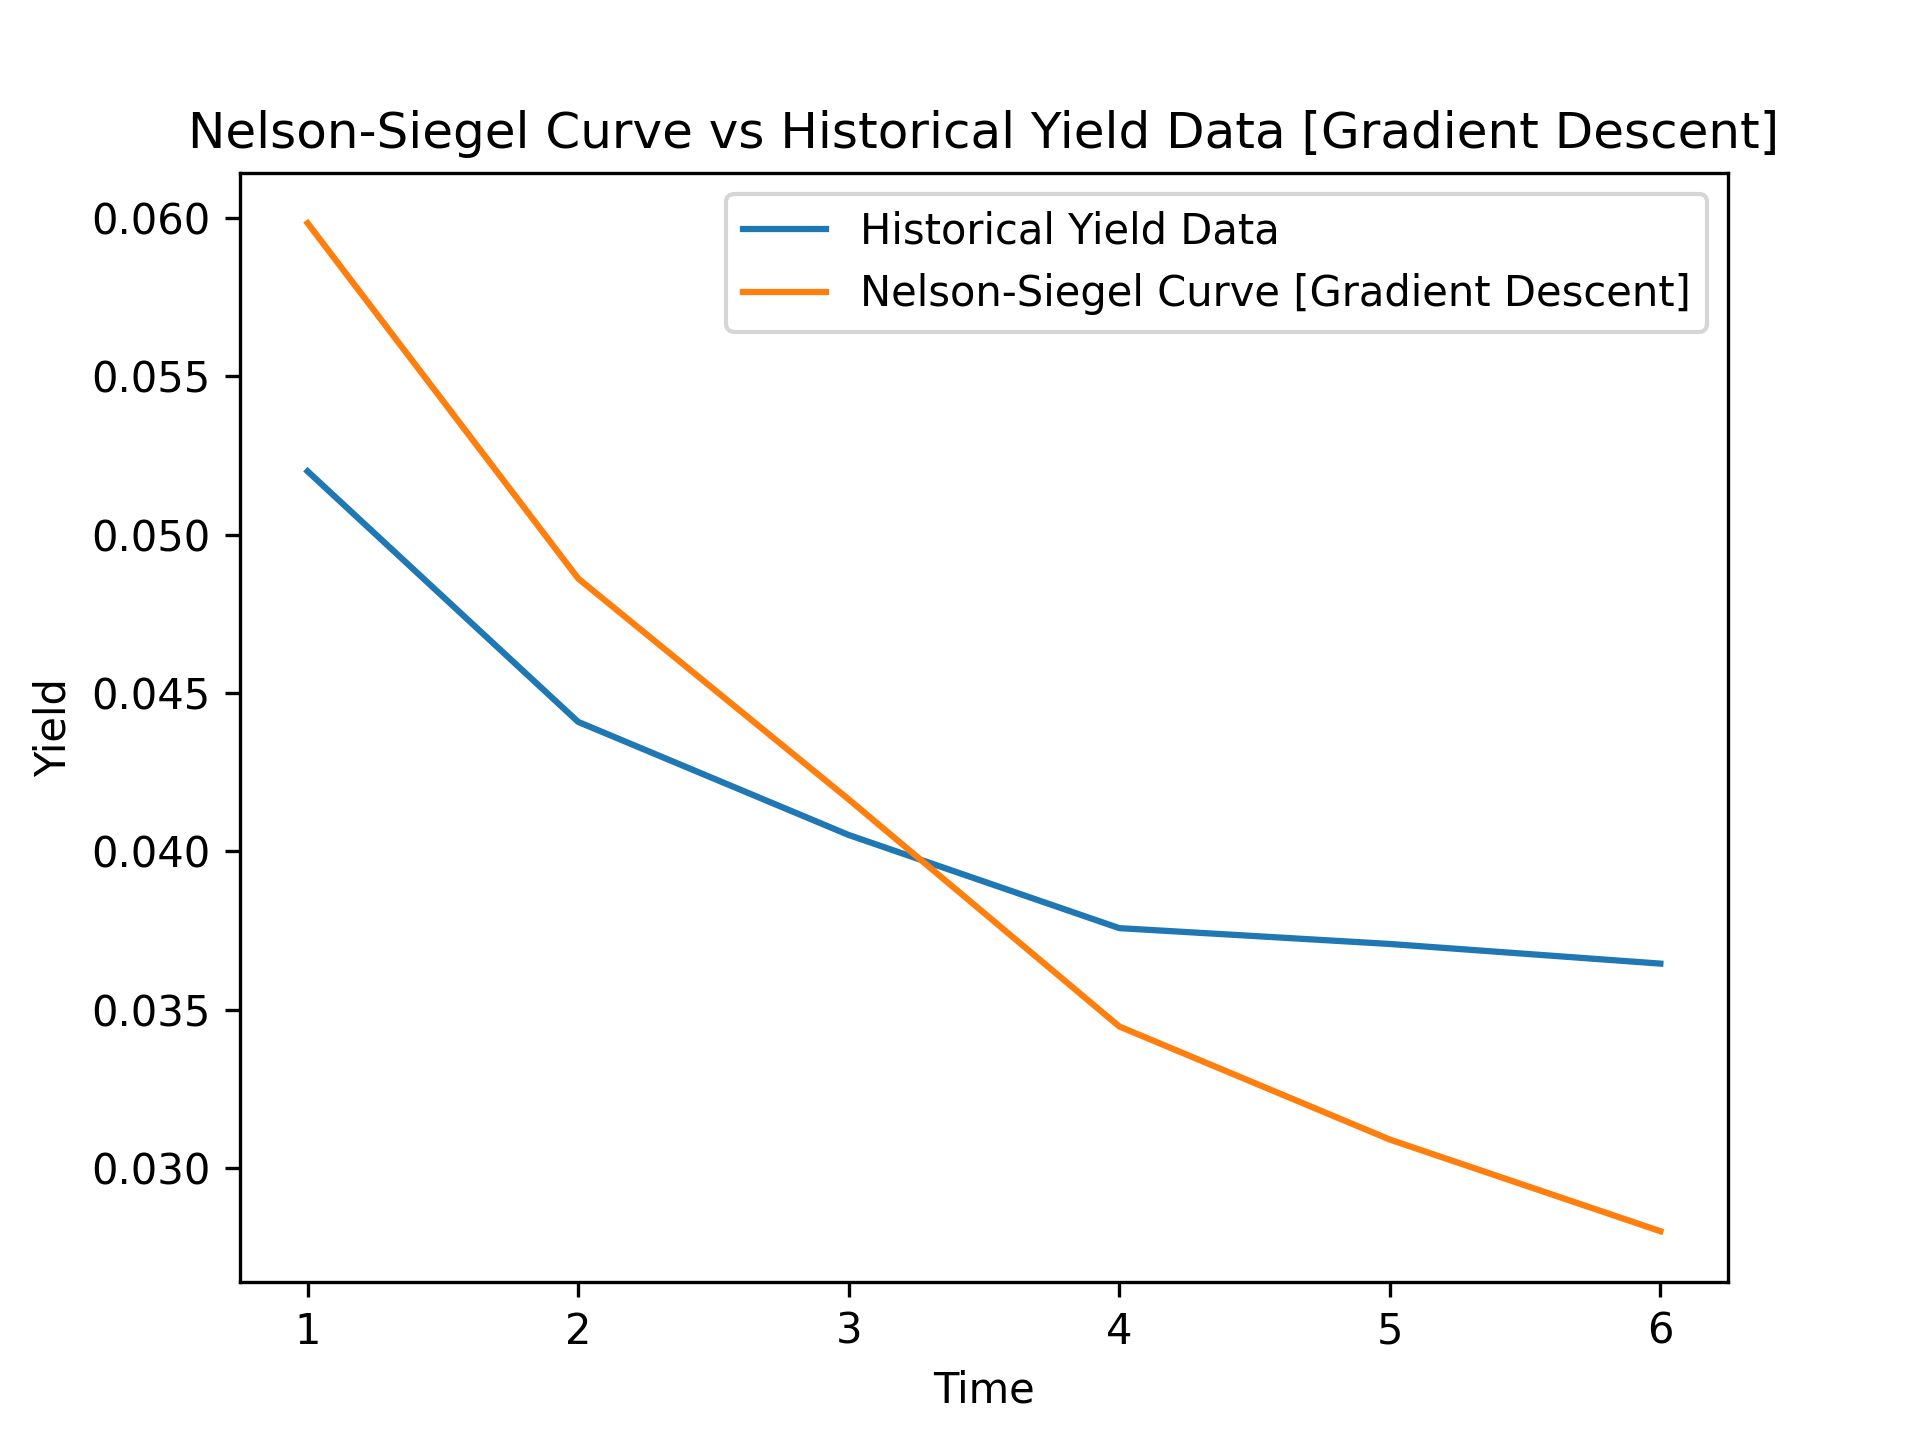 Nelson-Siegel Curve vs Historical Yield Data [Gradient Descent]
Historical Yield Data
Nelson-Siegel Curve [Gradient Descent]
0.060
0.055
0.050
0.045
0.040
0.035
0.030
Yield
1 2 3 4 5 6
Time